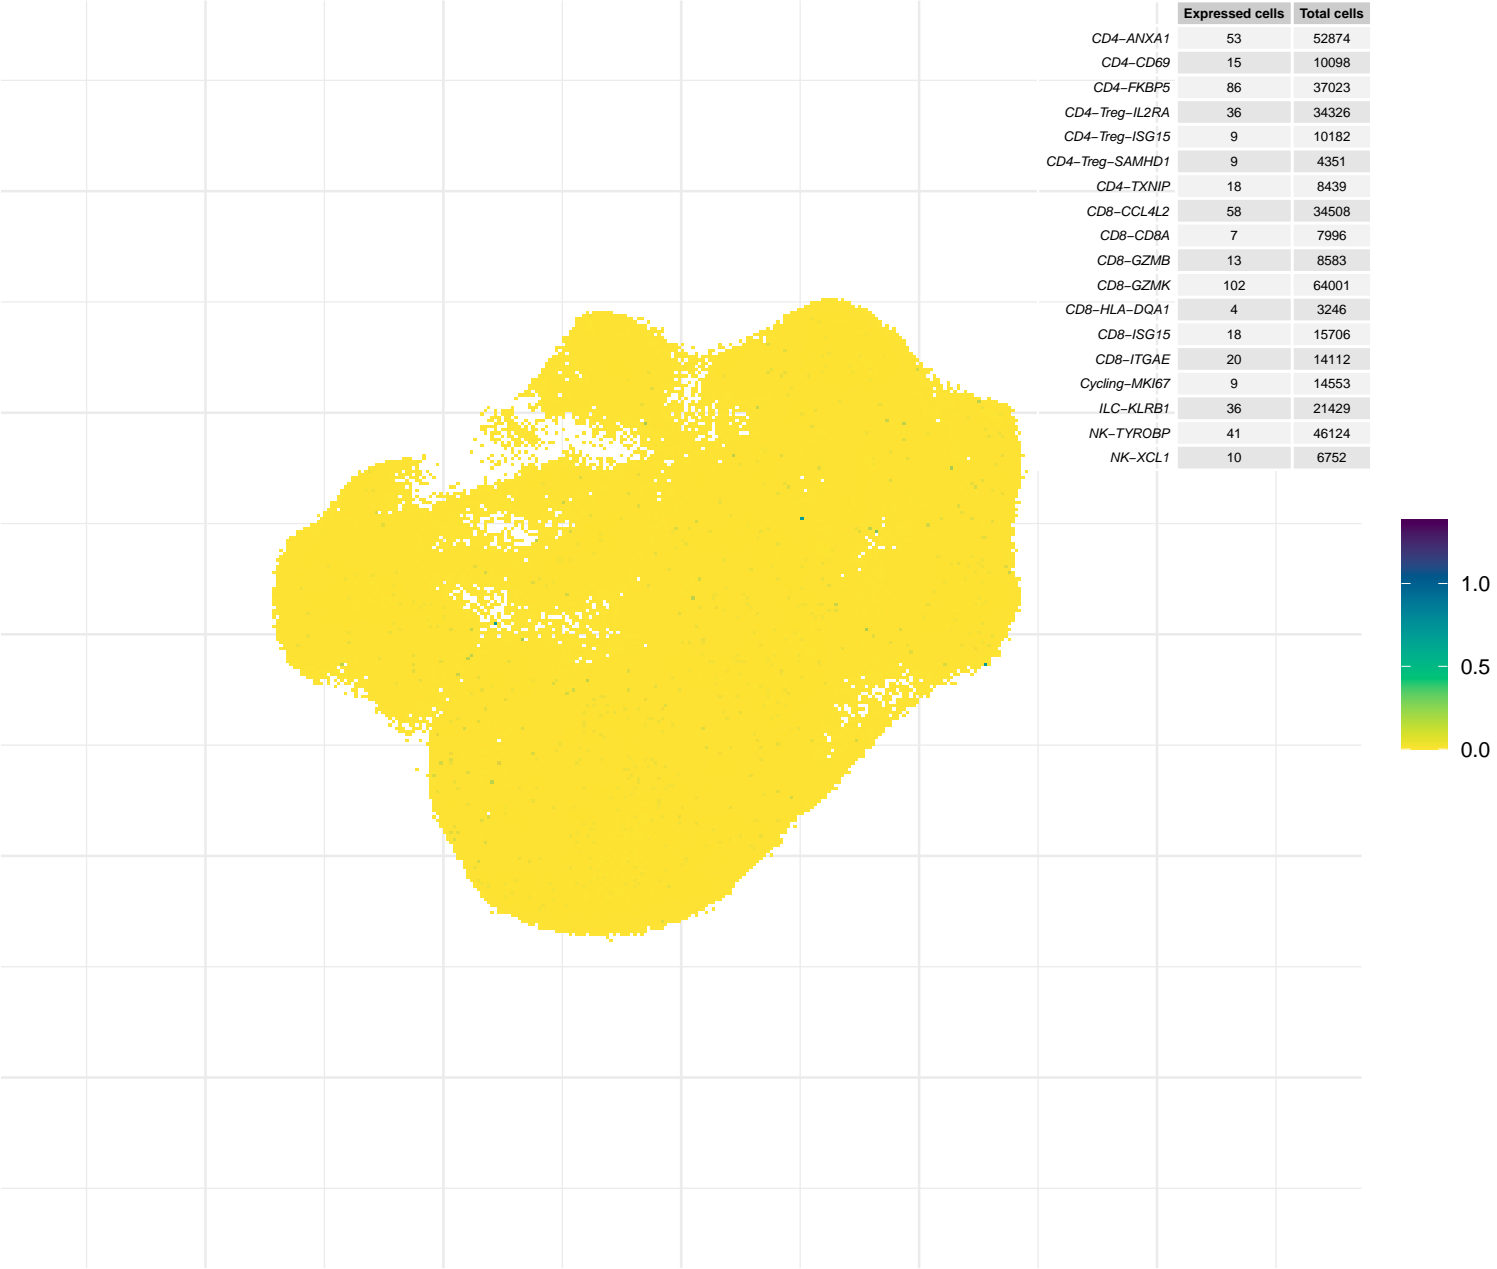 Expressed cells Total cells
CD4−ANXA1 53 52874
CD4−CD69 15 10098
CD4−FKBP5 86 37023
CD4−Treg−IL2RA 36 34326
CD4−Treg−ISG15 9 10182
CD4−Treg−SAMHD1 9 4351
CD4−TXNIP 18 8439
CD8−CCL4L2 58 34508
CD8−CD8A 7 7996
CD8−GZMB 13 8583
CD8−GZMK 102 64001
CD8−HLA−DQA1 4 3246
CD8−ISG15 18 15706
CD8−ITGAE 20 14112
Cycling−MKI67 9 14553
ILC−KLRB1 36 21429
NK−TYROBP 41 46124
NK−XCL1 10 6752
1.0
0.5
0.0